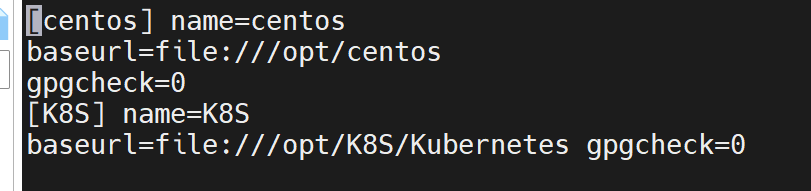 [centos] name=centos
baseurl=file:///opt/centos
gpgcheck=0
[K8S] name=K8S
baseurl=file:///opt/K8S/Kubernetes gpgcheck=0